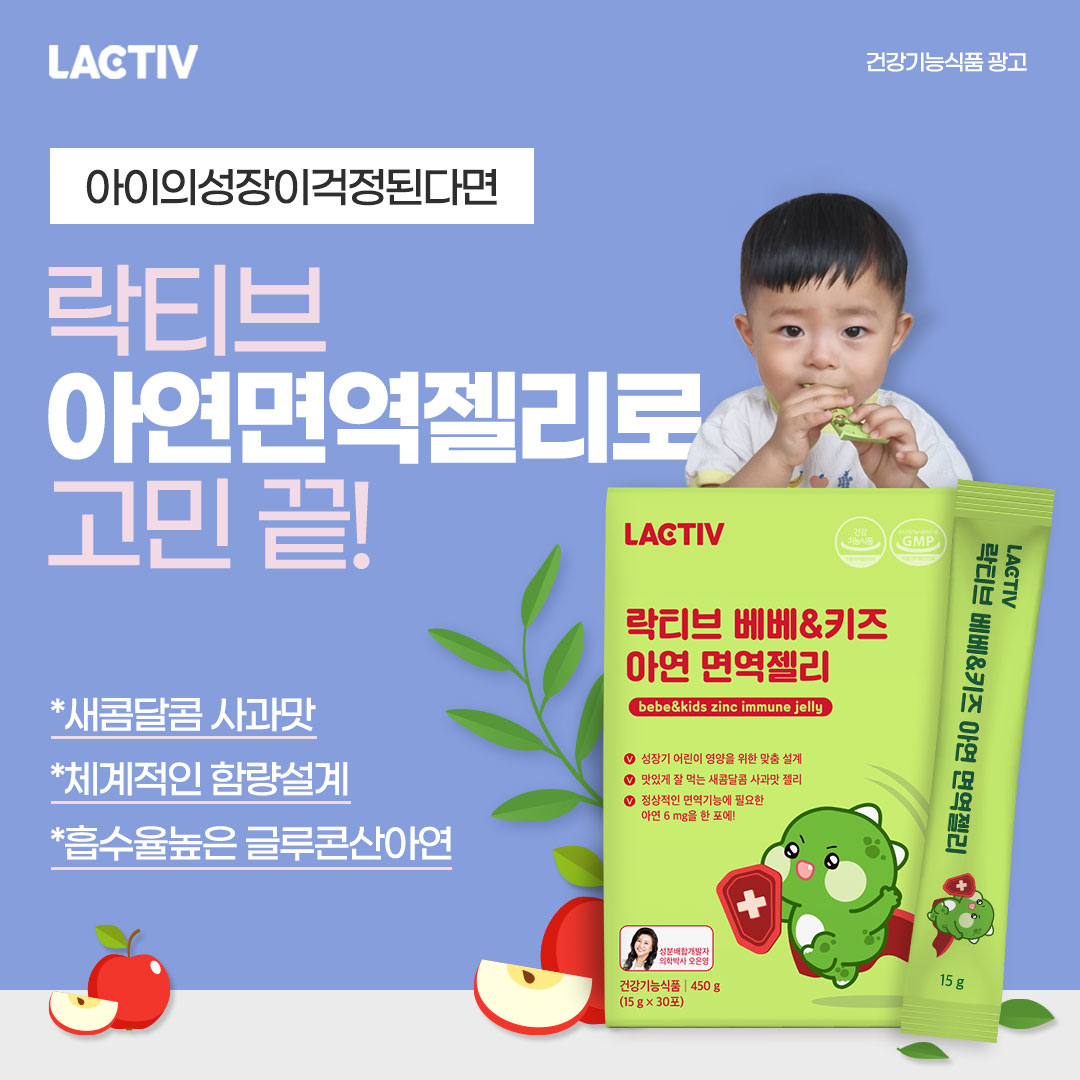 LACTIV
건강기능식품 광고
아이의성장이걱정된다면
락티브
아연면역젤리로
고민 끝!
*새콤달콤 사과맛
*체계적인 함량설계
*흡수율높은 글루콘산아연
LACTIV
건강
기능식품
GMP
락티브 베베&키즈
아연 면역젤리
bebe&kids zinc immune jelly
성장기 어린이 영양을 위한 맞춤 설계
맛있게 잘 먹는 새콤달콤 사과맛 젤리
정상적인 면역기능에 필요한
아연 6 mg을 한 포에!
성분배합개발자
의학박사 오은영
건강기능식품 | 450 g
(15 g × 30포)
LACTIV
락티브 베베&키즈 아연 면역젤리
15 g